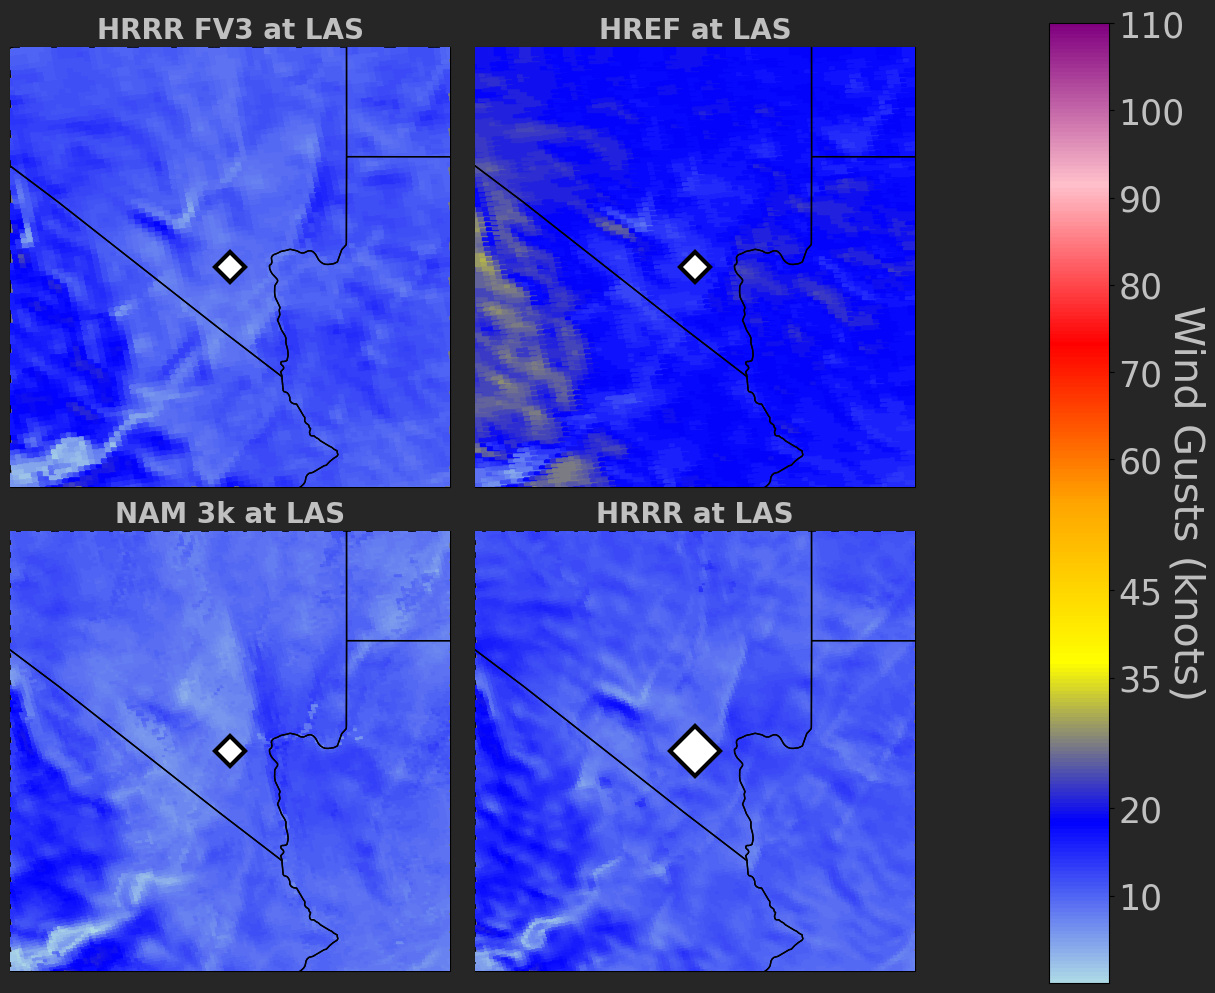 HRRR FV3 at LAS
HREF at LAS
NAM 3k at LAS
HRRR at LAS
110
100
90
80
70
60
45
35
20
10
Wind Gusts (knots)